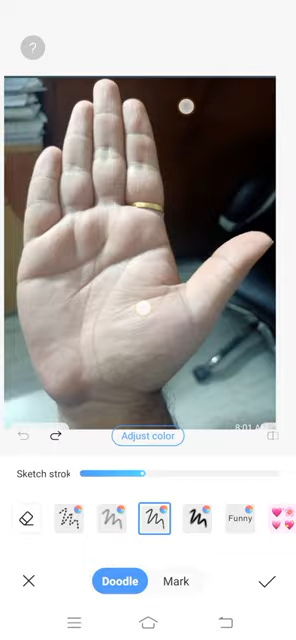 ?
8:01 A
Adjust color
Sketch strok
Funny
Doodle
Mark